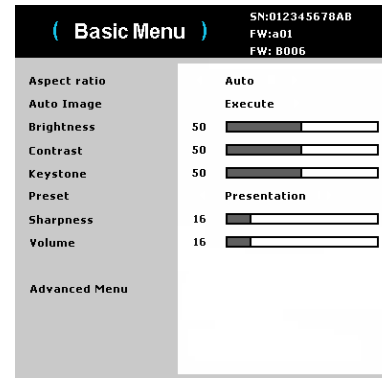 ( Basic Menu )
SN:012345678AB
FW:a01
FW: B006
Aspect ratio Auto
Auto Image Execute
Brightness 50
Contrast 50
Keystone 50
Preset Presentation
Sharpness 16
Volume 16
Advanced Menu